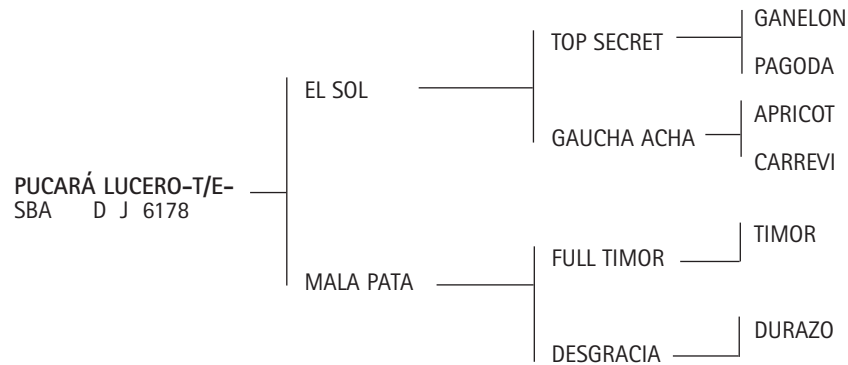 GANELON
TOP SECRET
PAGODA
EL SOL
APRICOT
GAUCHA ACHA
CARREVI
PUCARÁ LUCERO-T/E-
SBA D J 6178
TIMOR
FULL TIMOR
MALA PATA
DURAZO
DESGRACIA